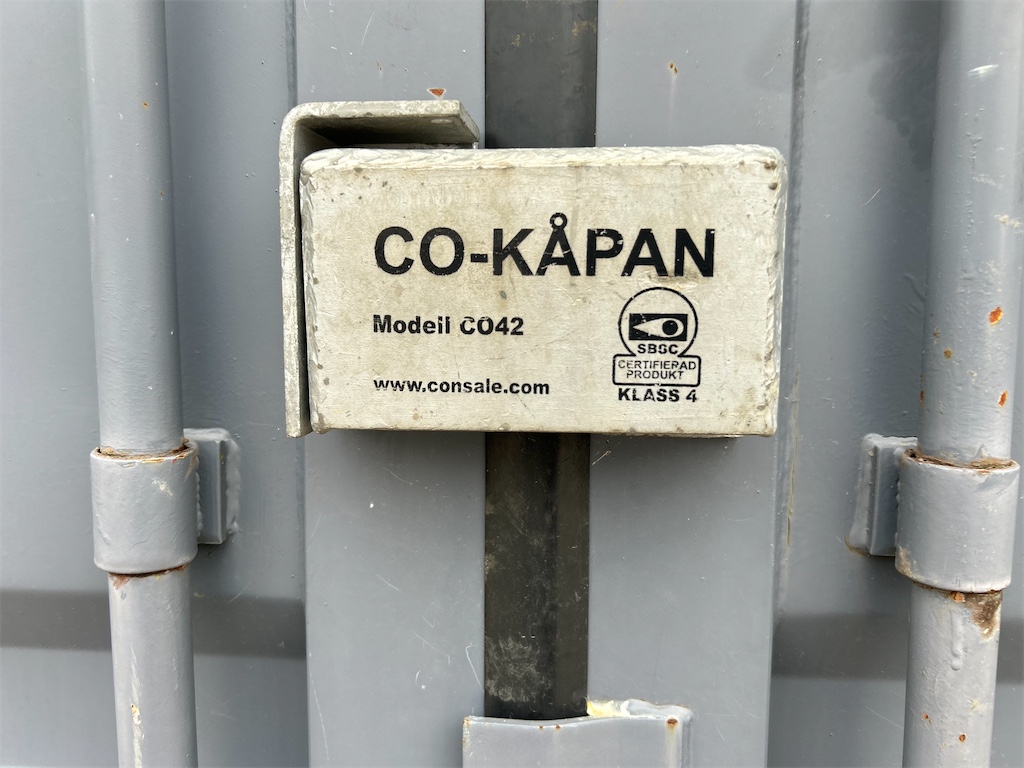 CO-KÅPAN
Modell CO42
www.consale.com
SBSC
CERTIFIERAD
PRODUKT
KLASS 4